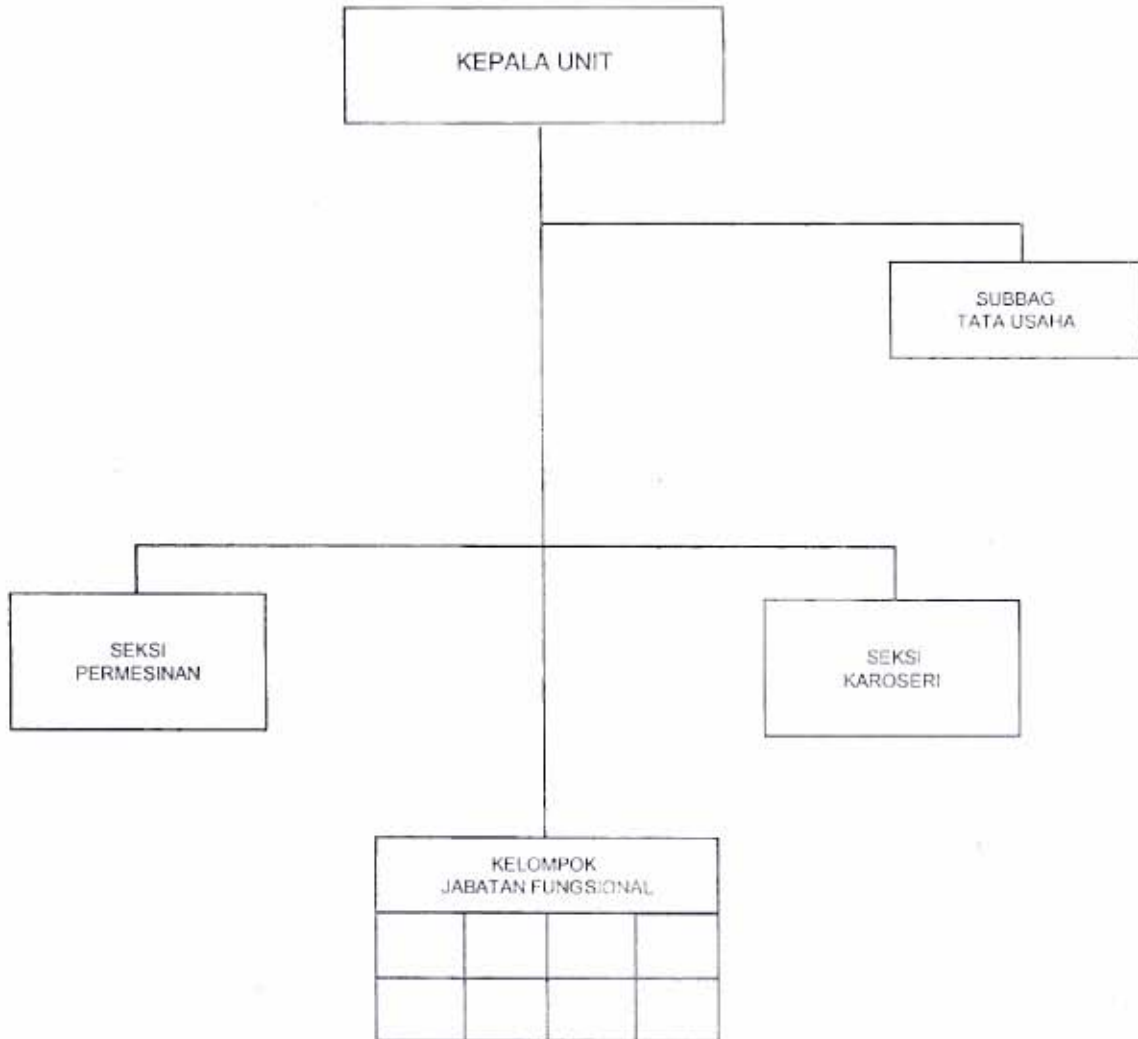 KEPALA UNIT
SUBBAG
TATA USAHA
SEKSI
PERMESINAN
SEKSI
KAROSERI
KELOMPOK
JABATAN FUNGSIONAL